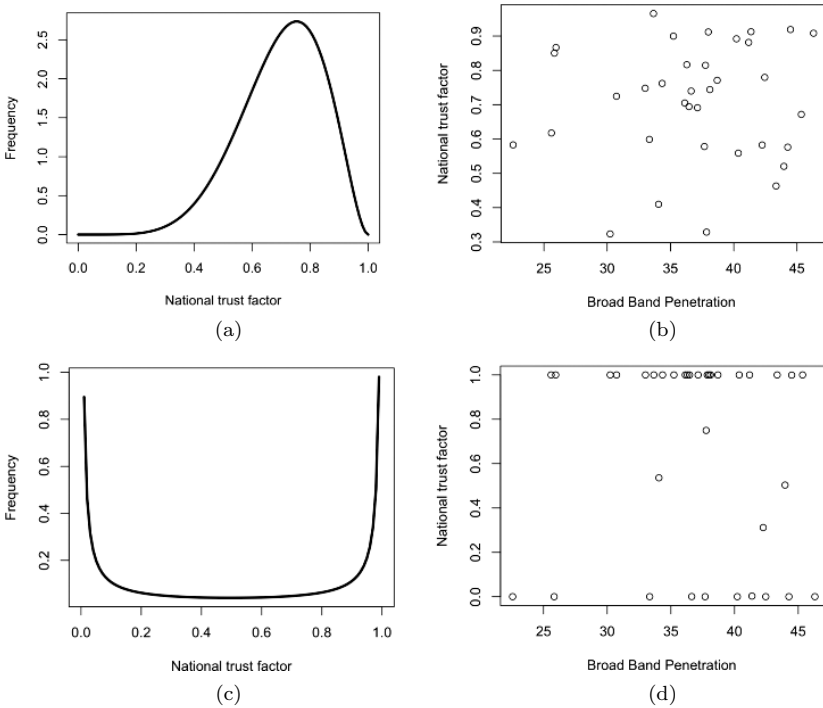 Frequency
0.0 0.5 1.0 1.5 2.0 2.5
0.0 0.2 0.4 0.6 0.8 1.0
National trust factor
(a)
National trust factor
0.3 0.4 0.5 0.6 0.7 0.8 0.9
25 30 35 40 45
Broad Band Penetration
(b)
Frequency
0.2 0.4 0.6 0.8 1.0
0.0 0.2 0.4 0.6 0.8 1.0
National trust factor
(c)
National trust factor
0.0 0.2 0.4 0.6 0.8 1.0
25 30 35 40 45
Broad Band Penetration
(d)